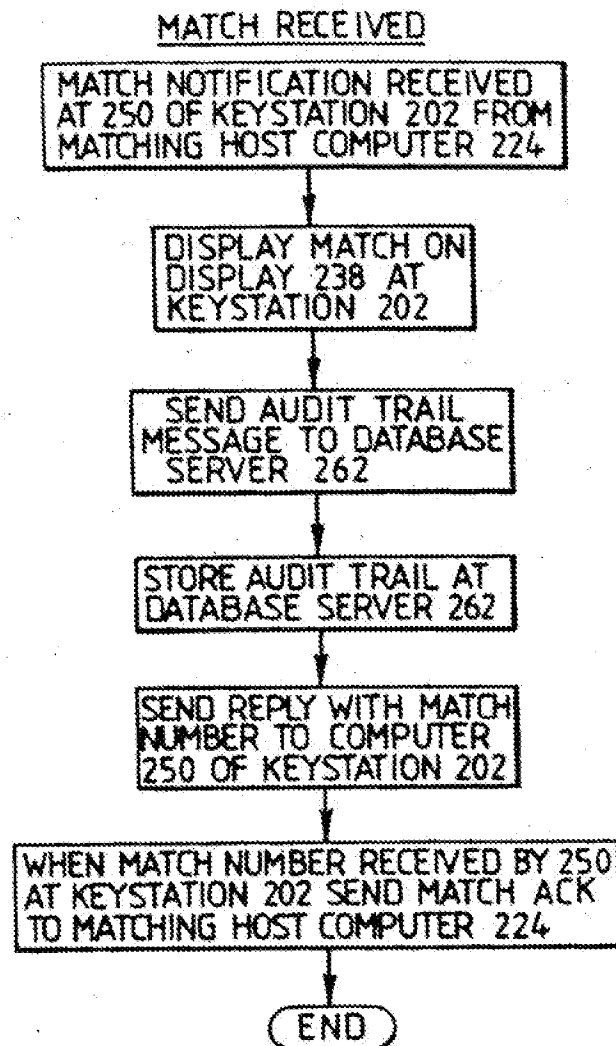 MATCH RECEIVED
MATCH NOTIFICATION RECEIVED
AT 250 OF KEYSTATION 202 FROM
MATCHING HOST COMPUTER 224
DISPLAY MATCH ON
DISPLAY 238 AT
KEYSTATION 202
SEND AUDIT TRAIL
MESSAGE TO DATABASE
SERVER 262
STORE AUDIT TRAIL AT
DATABASE SERVER 262
SEND REPLY WITH MATCH
NUMBER TO COMPUTER
250 OF KEYSTATION 202
WHEN MATCH NUMBER RECEIVED BY 250
AT KEYSTATION 202 SEND MATCH ACK
TO MATCHING HOST COMPUTER 224
END